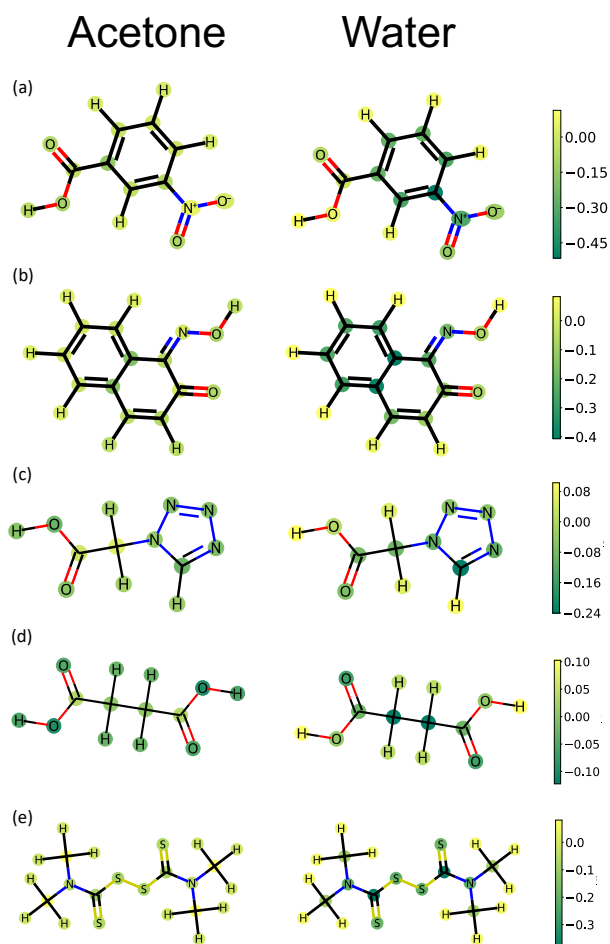 Acetone Water
(a)
H H
H H
0.00
O H O H
−0.30
H O H N⁺ O⁻ H O H N⁺ O⁻
O O
−0.45
(b)
H H H H
H H
0.0
N O N O
−0.1
H H
−0.2
H O H O
−0.3
H H H H
−0.4
(c)
0.08
H N N H N N
0.00
H O N N H O N N
−0.08
O H O H
−0.16
H H
−0.24
(d)
0.10
O H H O H H
0.05
O H O H
0.00
H O H O
−0.05
H H O H H O
−0.10
(e)
H S H H S H
0.0
H H H H H H H H
−0.1
H N S S N H H N S S N H
−0.2
H H H H
H S H H H S H H
−0.3